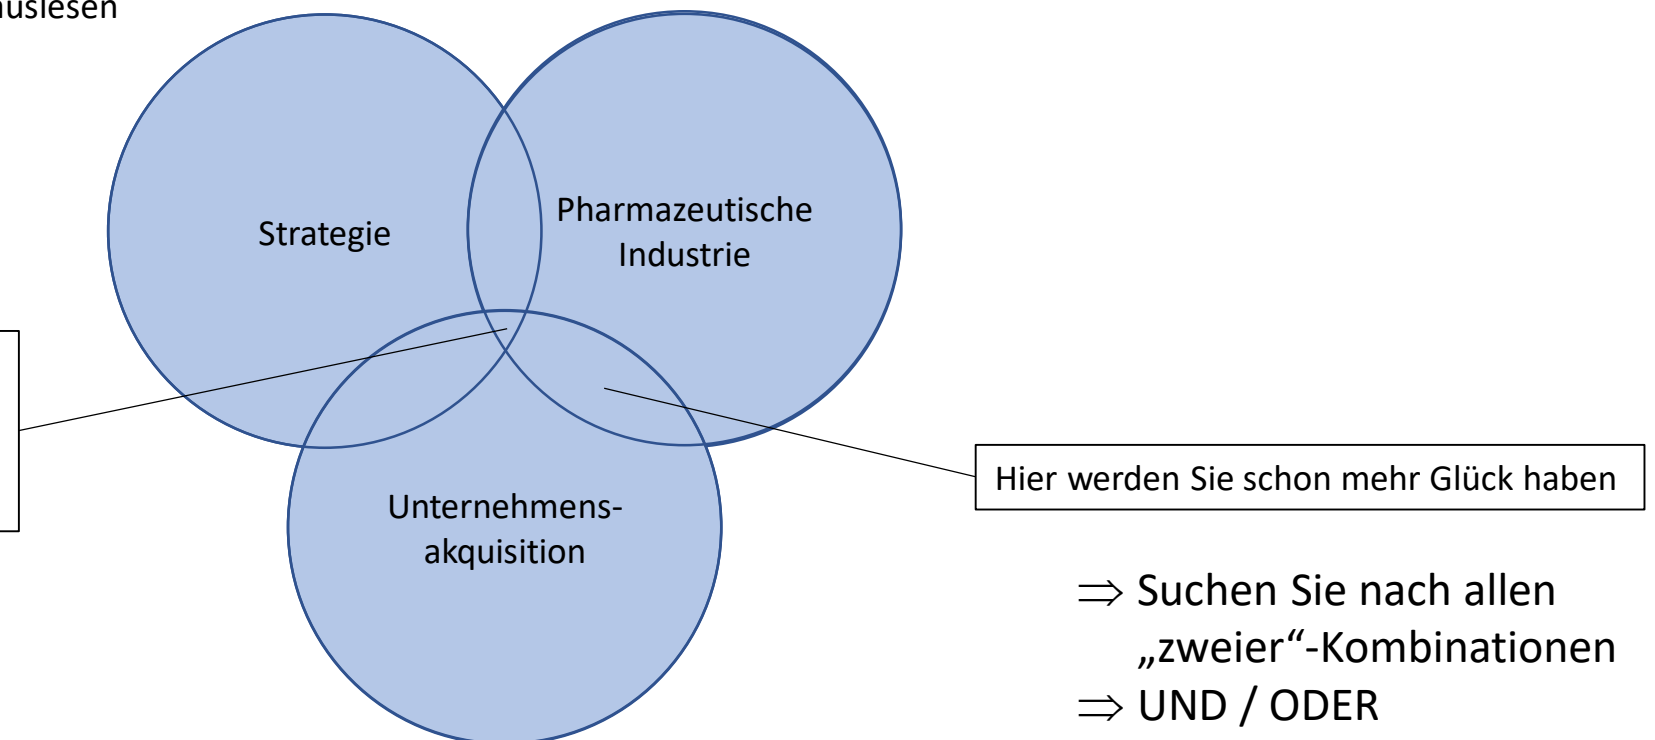 auslesen
Strategie
Pharmazeutische
Industrie
Unternehmens-
akquisition
Hier werden Sie schon mehr Glück haben
⇒ Suchen Sie nach allen
„zweier“-Kombinationen
⇒ UND / ODER